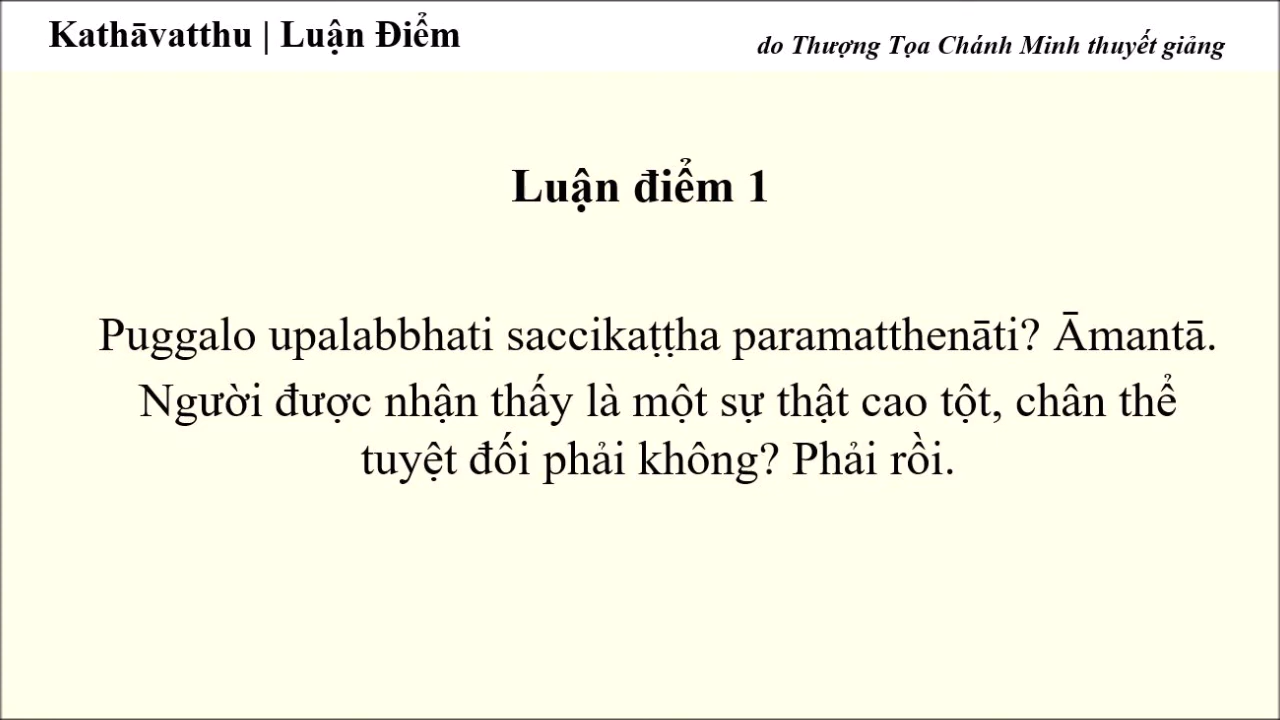 Kathāvatthu | Luận Điểm
do Thượng Tọa Chánh Minh thuyết giảng
Luận điểm 1
Puggalo upalabbhati saccikaṭṭha paramatthenāti? Āmantā.
Người được nhận thấy là một sự thật cao tột, chân thể
tuyệt đối phải không? Phải rồi.